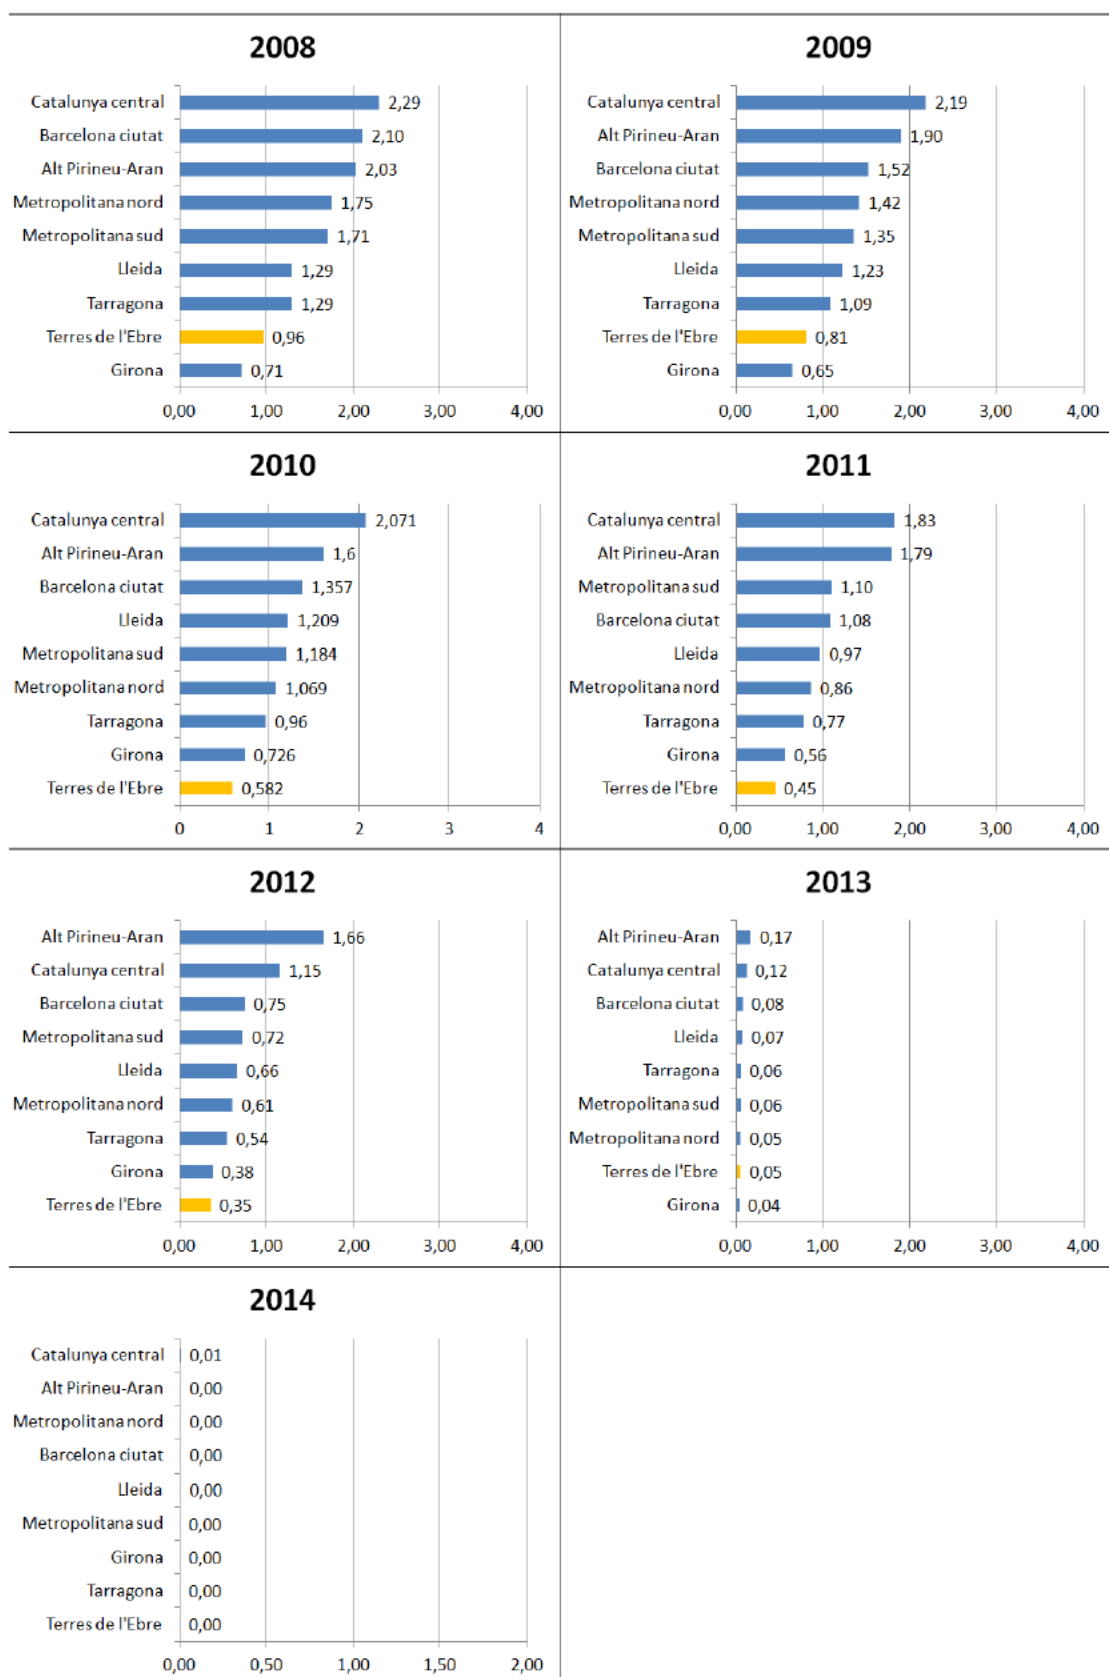 2008
Catalunya central 2,29
Barcelona ciutat 2,10
Alt Pirineu-Aran 2,03
Metropolitana nord 1,75
Metropolitana sud 1,71
Lleida 1,29
Tarragona 1,29
Terres de l'Ebre 0,96
Girona 0,71
0,00 1,00 2,00 3,00 4,00
2009
Catalunya central 2,19
Alt Pirineu-Aran 1,90
Barcelona ciutat 1,52
Metropolitana nord 1,42
Metropolitana sud 1,35
Lleida 1,23
Tarragona 1,09
Terres de l'Ebre 0,81
Girona 0,65
0,00 1,00 2,00 3,00 4,00
2010
Catalunya central 2,071
Alt Pirineu-Aran 1,6
Barcelona ciutat 1,357
Lleida 1,209
Metropolitana sud 1,184
Metropolitana nord 1,069
Tarragona 0,96
Girona 0,726
Terres de l'Ebre 0,582
0 1 2 3 4
2011
Catalunya central 1,83
Alt Pirineu-Aran 1,79
Metropolitana sud 1,10
Barcelona ciutat 1,08
Lleida 0,97
Metropolitana nord 0,86
Tarragona 0,77
Girona 0,56
Terres de l'Ebre 0,45
0,00 1,00 2,00 3,00 4,00
2012
Alt Pirineu-Aran 1,66
Catalunya central 1,15
Barcelona ciutat 0,75
Metropolitana sud 0,72
Lleida 0,66
Metropolitana nord 0,61
Tarragona 0,54
Girona 0,38
Terres de l'Ebre 0,35
0,00 1,00 2,00 3,00 4,00
2013
Alt Pirineu-Aran 0,17
Catalunya central 0,12
Barcelona ciutat 0,08
Lleida 0,07
Tarragona 0,06
Metropolitana sud 0,06
Metropolitana nord 0,05
Terres de l'Ebre 0,05
Girona 0,04
0,00 1,00 2,00 3,00 4,00
2014
Catalunya central 0,01
Alt Pirineu-Aran 0,00
Metropolitana nord 0,00
Barcelona ciutat 0,00
Lleida 0,00
Metropolitana sud 0,00
Girona 0,00
Tarragona 0,00
Terres de l'Ebre 0,00
0,00 0,50 1,00 1,50 2,00